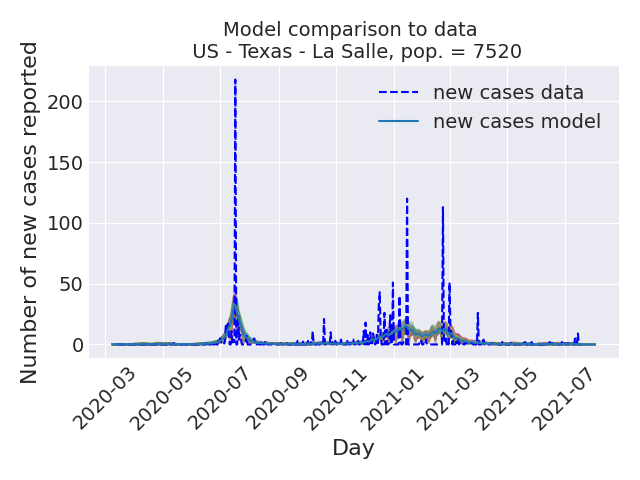 Model comparison to data
US - Texas - La Salle, pop. = 7520
Number of new cases reported
200
150
100
50
0
new cases data
new cases model
2020-03
2020-05
2020-07
2020-09
2020-11
2021-01
2021-03
2021-05
2021-07
Day